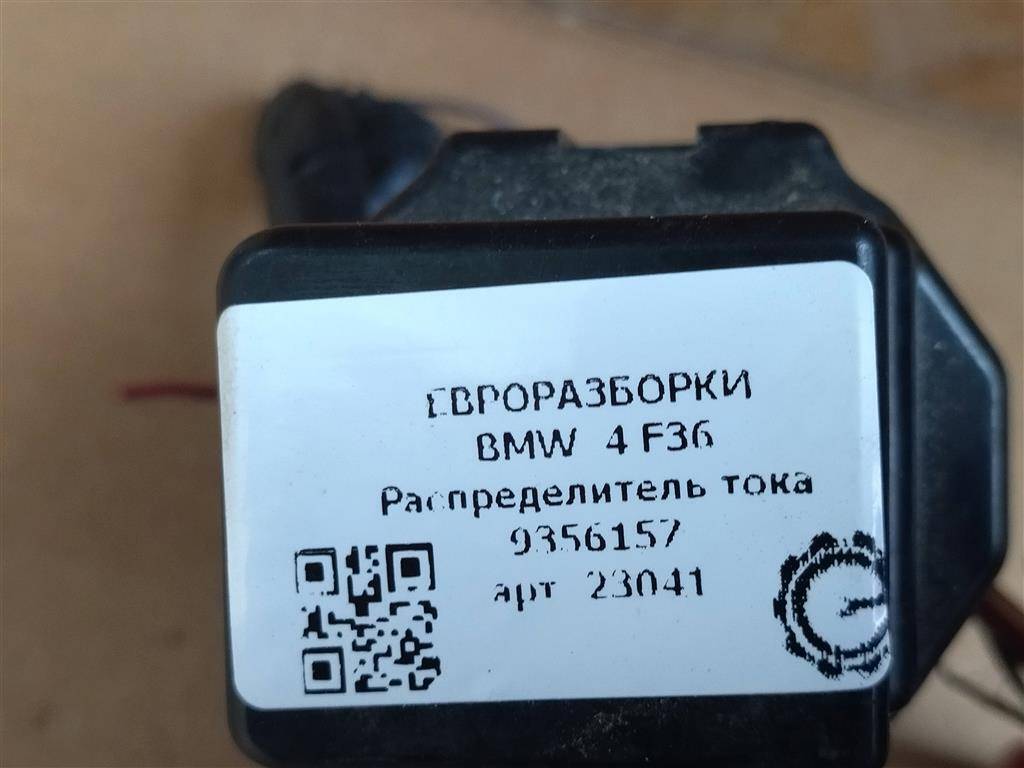 ЕВРОРАЗБОРКИ
BMW 4 F36
Распределитель тока
9356157
арт 23041